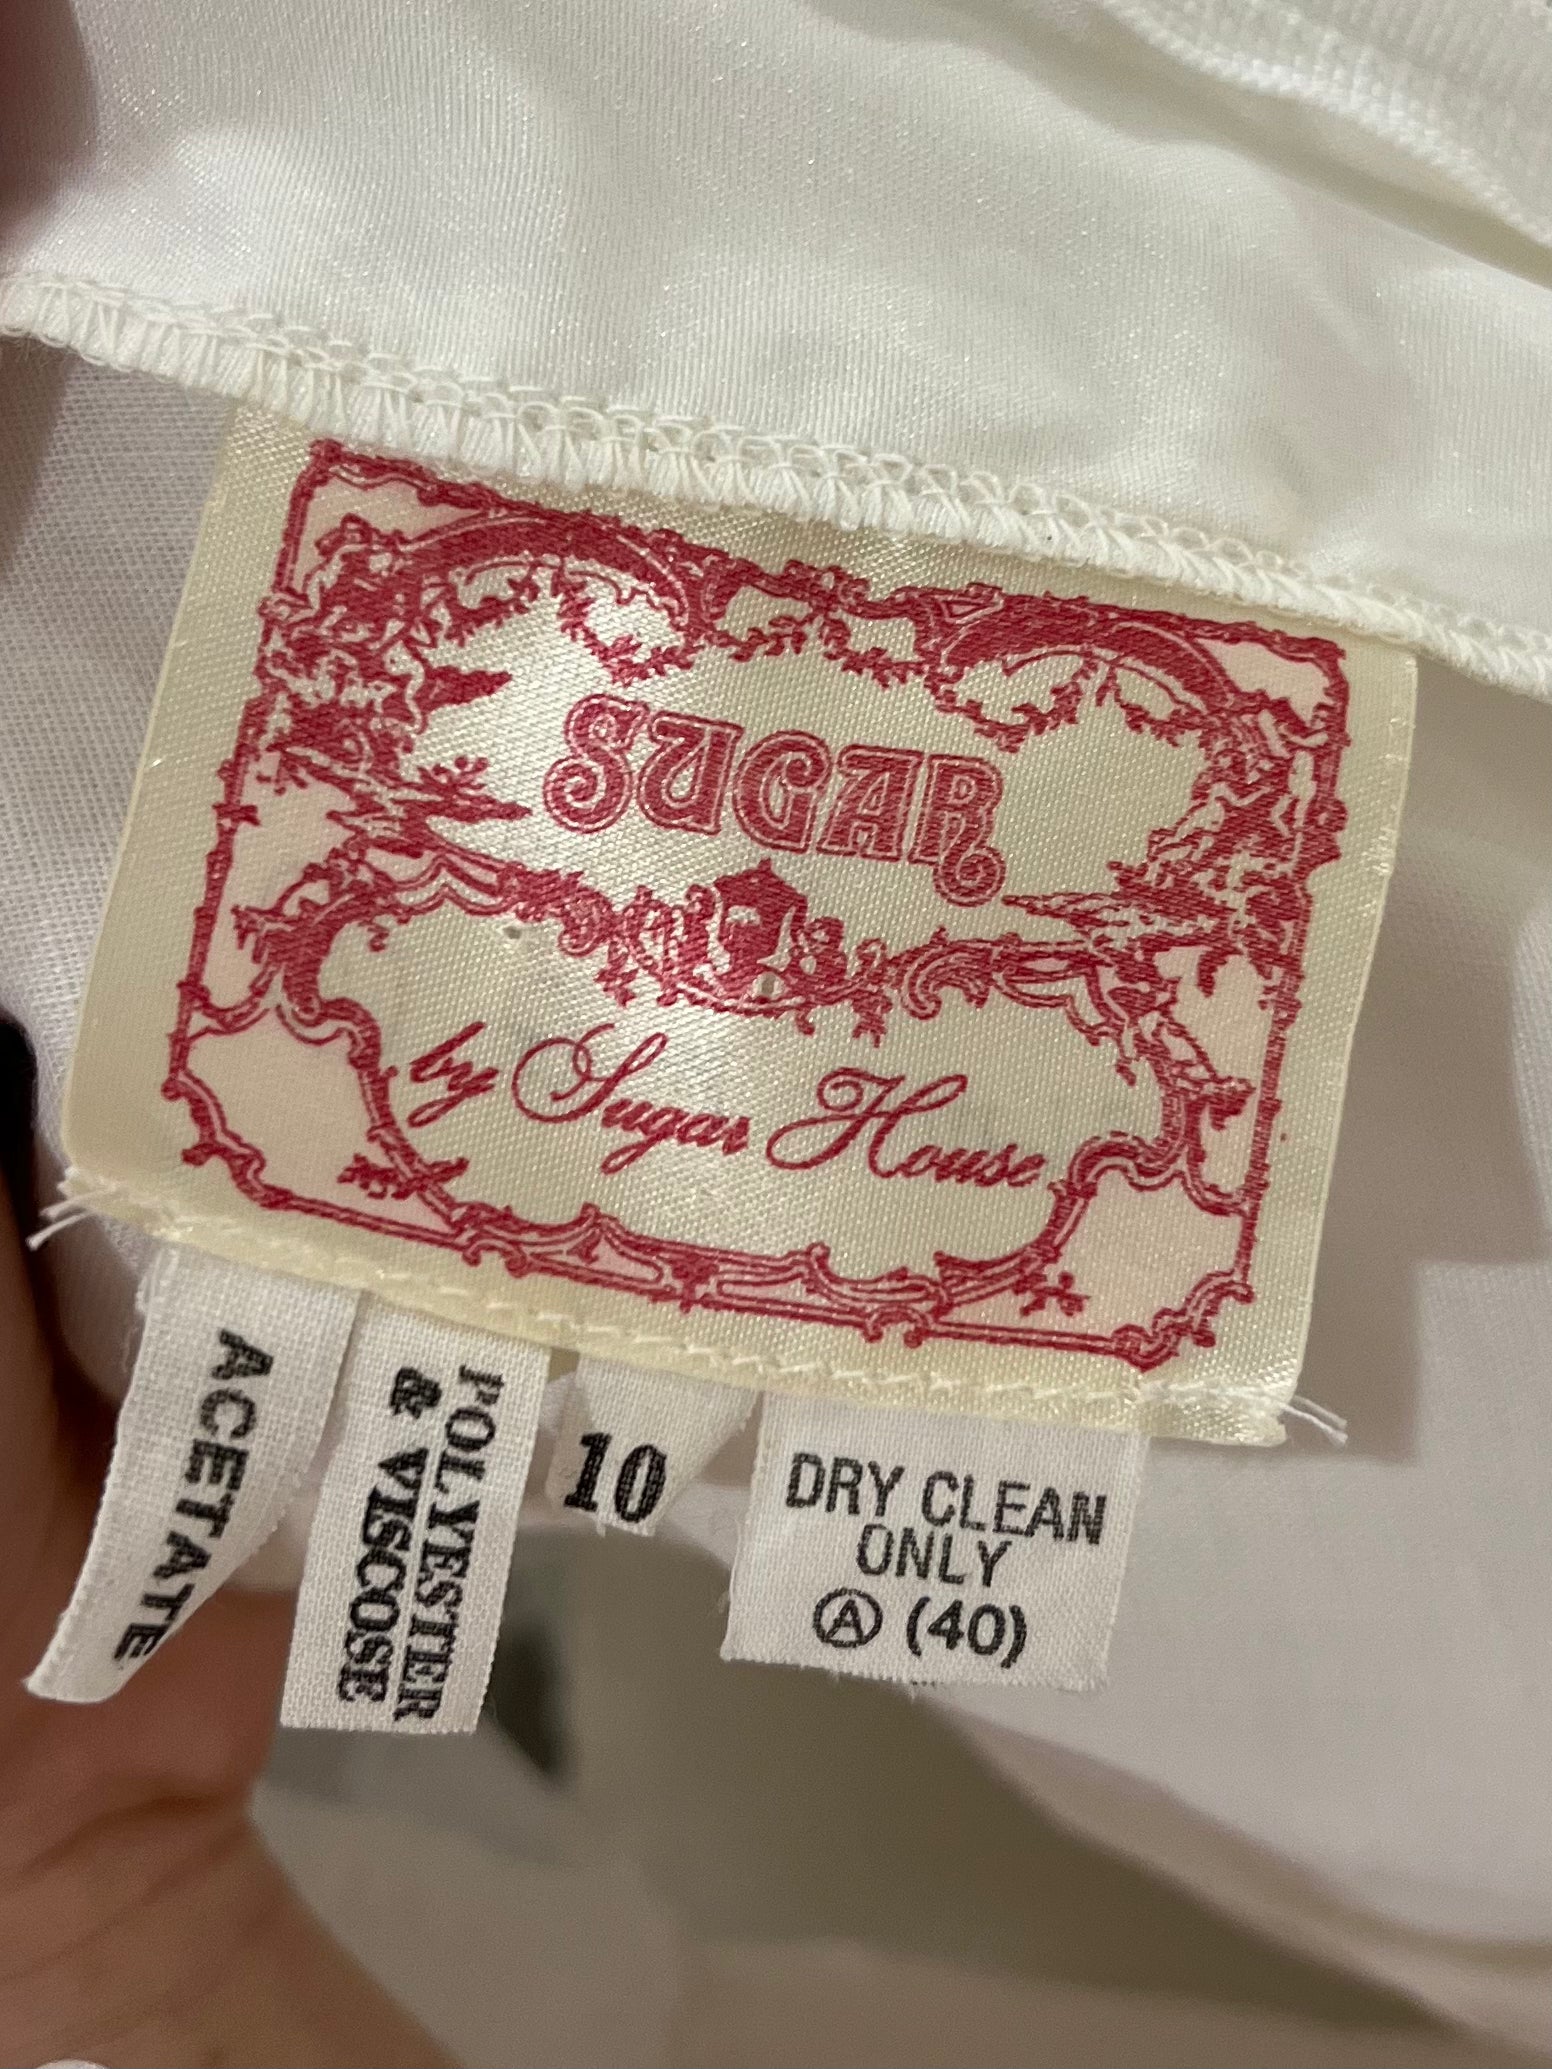 SUGAR
by Sugar House
ACETATE
POLYESTER
& VISCOSE
10
DRY CLEAN
ONLY
Ⓐ (40)